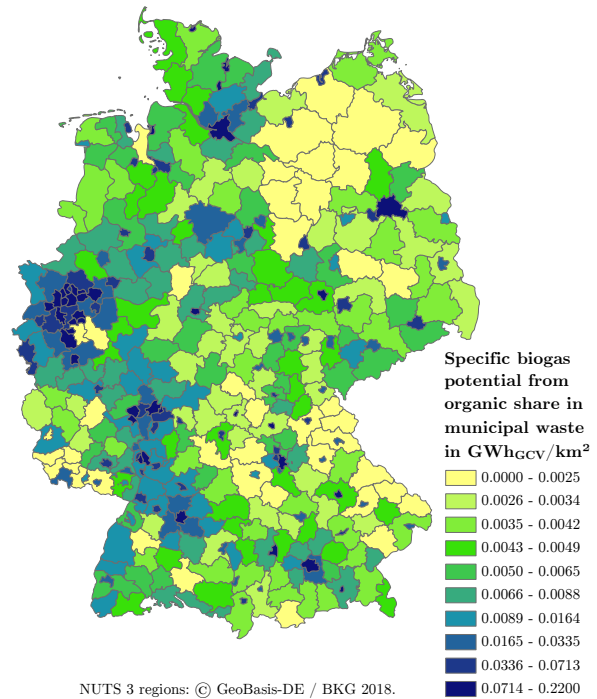 Specific biogas
potential from
organic share in
municipal waste
in GWhGCV/km²
0.0000 - 0.0025
0.0026 - 0.0034
0.0035 - 0.0042
0.0043 - 0.0049
0.0050 - 0.0065
0.0066 - 0.0088
0.0089 - 0.0164
0.0165 - 0.0335
0.0336 - 0.0713
0.0714 - 0.2200
NUTS 3 regions: © GeoBasis-DE / BKG 2018.